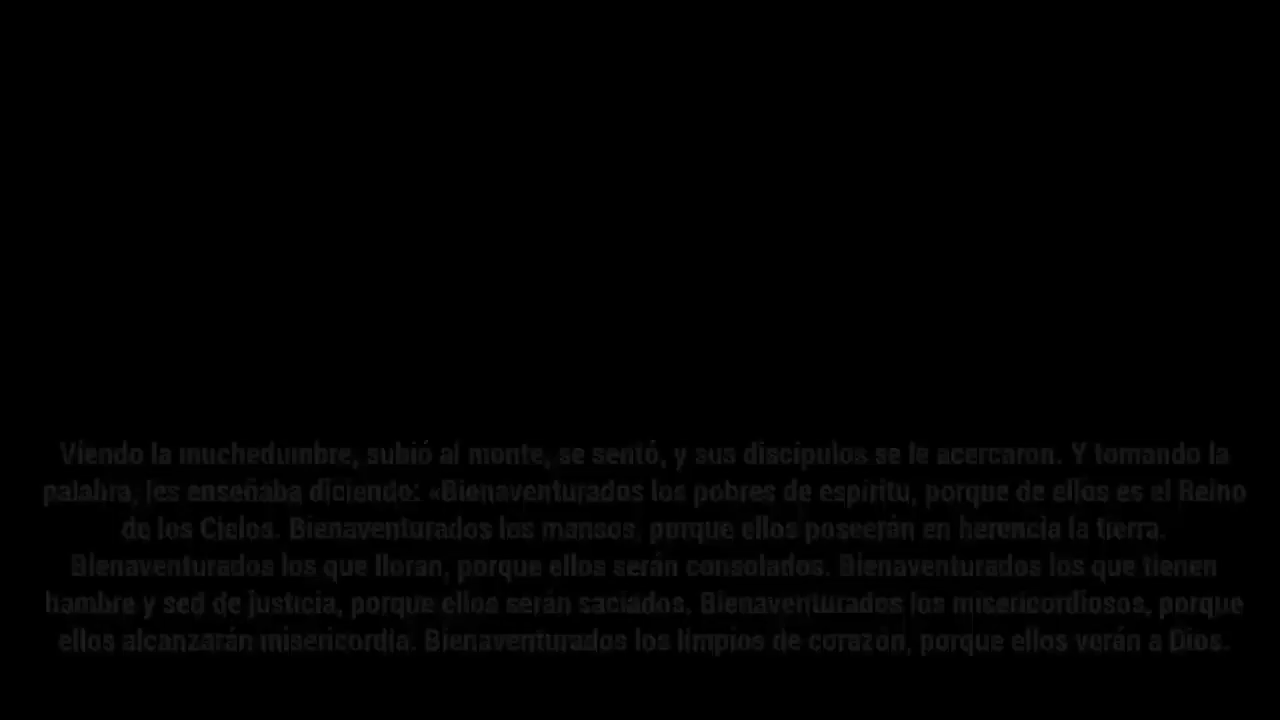 Viendo la muchedumbre, subió al monte, se sentó, y sus discípulos se le acercaron. Y tomando la
palabra, les enseñaba diciendo: «Bienaventurados los pobres de espíritu, porque de ellos es el Reino
de los Cielos. Bienaventurados los mansos, porque ellos poseerán en herencia la tierra.
Bienaventurados los que lloran, porque ellos serán consolados. Bienaventurados los que tienen
hambre y sed de justicia, porque ellos serán saciados. Bienaventurados los misericordiosos, porque
ellos alcanzarán misericordia. Bienaventurados los limpios de corazón, porque ellos verán a Dios.